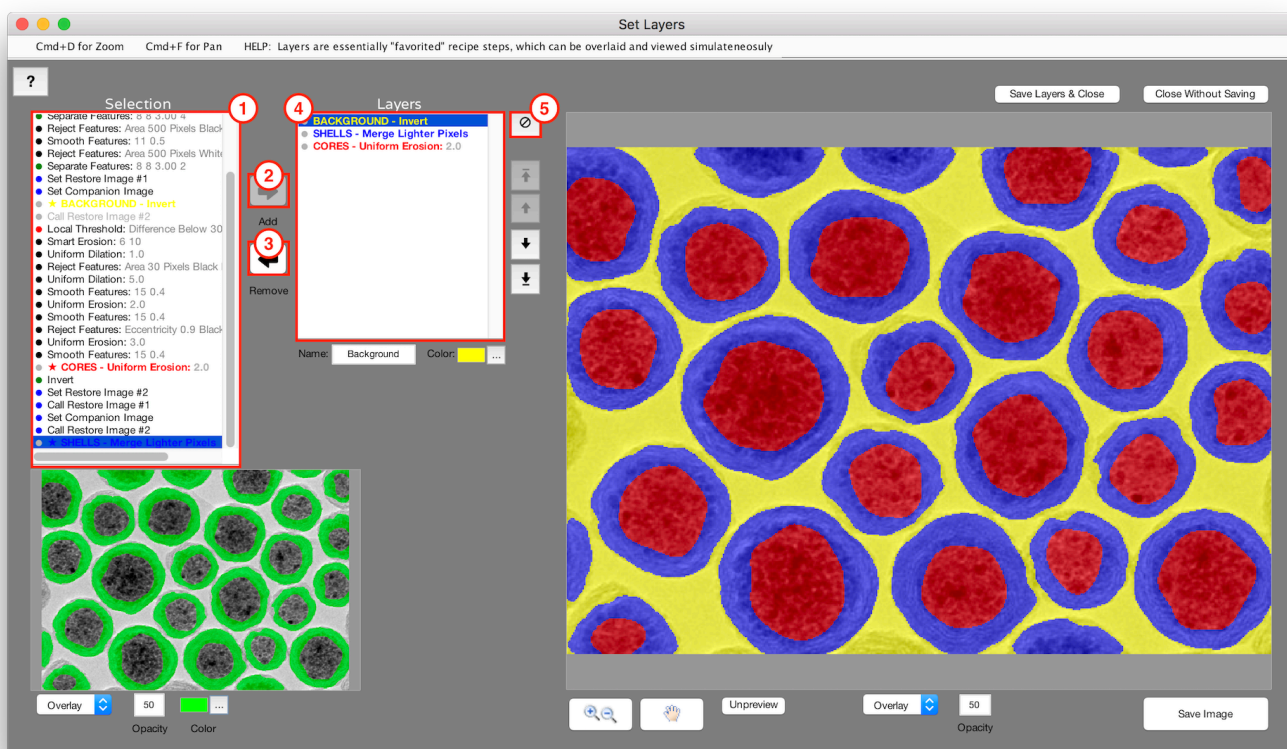 Set Layers
Cmd+D for Zoom Cmd+F for Pan HELP: Layers are essentially "favorited" recipe steps, which can be overlaid and viewed simulateneosuly
?
Save Layers & Close Close Without Saving
Selection 1
Separate Features: 8 8 3.00 4
Reject Features: Area 500 Pixels Black
Smooth Features: 11 0.5
Reject Features: Area 500 Pixels White
Separate Features: 8 8 3.00 2
Set Restore Image #1
Set Companion Image
★ BACKGROUND - Invert
Call Restore Image #2
Local Threshold: Difference Below 30
Smart Erosion: 6 10
Uniform Dilation: 1.0
Reject Features: Area 30 Pixels Black
Uniform Dilation: 5.0
Smooth Features: 15 0.4
Uniform Erosion: 2.0
Smooth Features: 15 0.4
Reject Features: Eccentricity 0.9 Black
Uniform Erosion: 3.0
Smooth Features: 15 0.4
★ CORES - Uniform Erosion: 2.0
Invert
Set Restore Image #2
Call Restore Image #1
Set Companion Image
Call Restore Image #2
★ SHELLS - Merge Lighter Pixels
2
Add
3
Remove
4 Layers 5
BACKGROUND - Invert
SHELLS - Merge Lighter Pixels
CORES - Uniform Erosion: 2.0
Name: Background Color: ...
Overlay 50 ...
Opacity Color
Unpreview Overlay 50
Opacity
Save Image